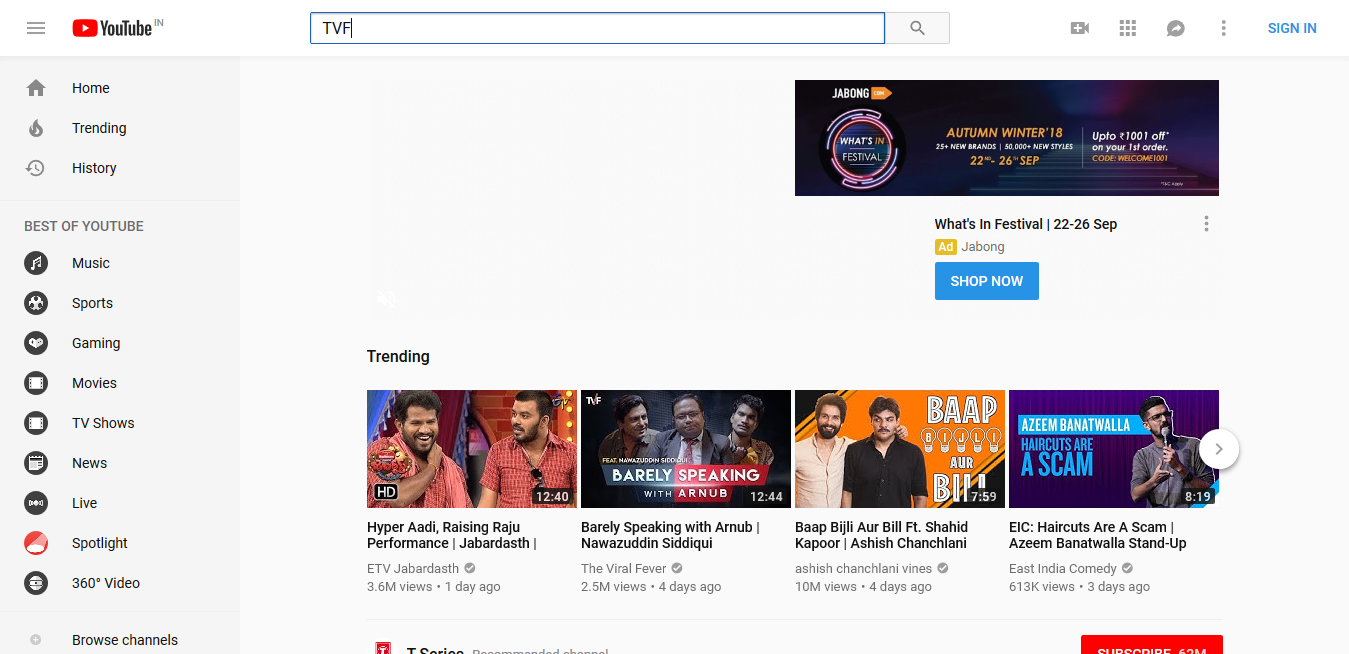 YouTube IN
TVF
SIGN IN
Home
Trending
History
BEST OF YOUTUBE
Music
Sports
Gaming
Movies
TV Shows
News
Live
Spotlight
360° Video
Browse channels
JABONG COM
WHAT'S IN
FESTIVAL
AUTUMN WINTER'18
25+ NEW BRANDS | 50,000+ NEW STYLES
22ND- 26TH SEP
Upto ₹1001 off*
on your 1st order.
CODE: WELCOME1001
*T&C Apply
What's In Festival | 22-26 Sep
Ad Jabong
SHOP NOW
Trending
HD
12:40
Hyper Aadi, Raising Raju
Performance | Jabardasth |
ETV Jabardasth
3.6M views • 1 day ago
TVF
FEAT. NAWAZUDDIN SIDDIQUI
BARELY SPEAKING
WITH ARNUB
12:44
Barely Speaking with Arnub |
Nawazuddin Siddiqui
The Viral Fever
2.5M views • 4 days ago
BAAP
BIJLI
AUR
BILL
7:59
Baap Bijli Aur Bill Ft. Shahid
Kapoor | Ashish Chanchlani
ashish chanchlani vines
10M views • 4 days ago
AZEEM BANATWALLA
HAIRCUTS ARE
A SCAM
8:19
EIC: Haircuts Are A Scam |
Azeem Banatwalla Stand-Up
East India Comedy
613K views • 3 days ago
T-Series Recommended channel
SUBSCRIBE 62M